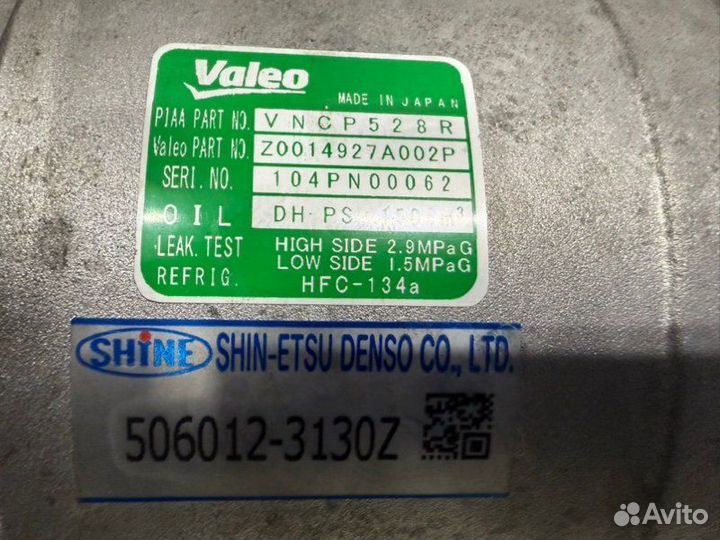 Valeo
MADE IN JAPAN
PIAA PART NO. VNCP528R
Valeo PART NO. Z0014927A002P
SERI. NO. 104PN00062
OIL DH-PS
LEAK. TEST HIGH SIDE 2.9MPaG
LOW SIDE 1.5MPaG
REFRIG. HFC-134a
SHINE SHIN-ETSU DENSO CO., LTD.
506012-3130Z
Avito